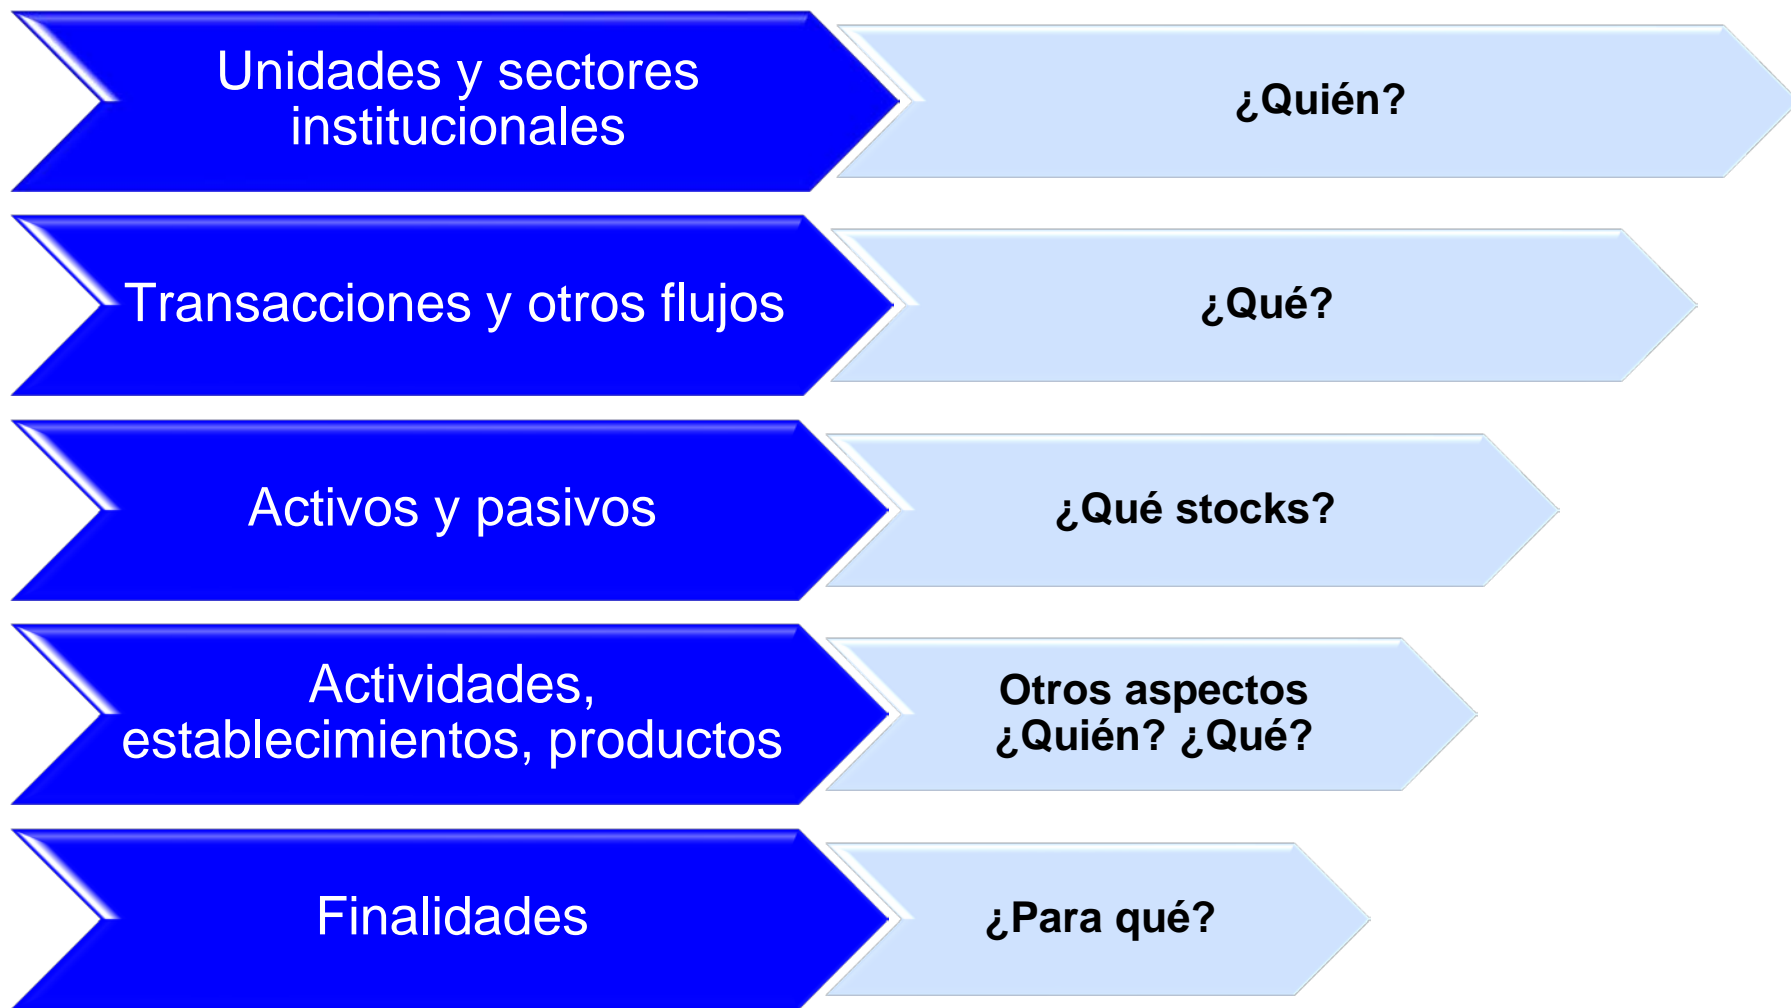 Unidades y sectores
institucionales
¿Quién?
Transacciones y otros flujos
¿Qué?
Activos y pasivos
¿Qué stocks?
Actividades,
establecimientos, productos
Otros aspectos
¿Quién? ¿Qué?
Finalidades
¿Para qué?